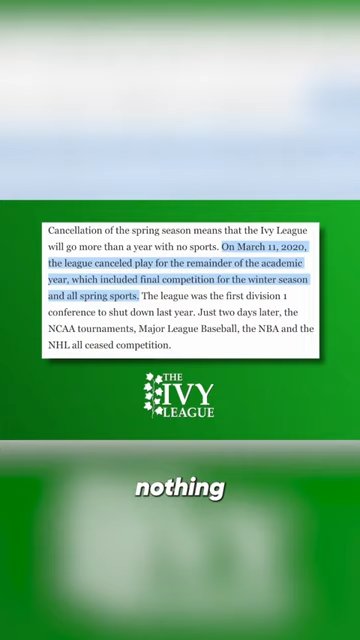 Cancellation of the spring season means that the Ivy League
will go more than a year with no sports. On March 11, 2020,
the league canceled play for the remainder of the academic
year, which included final competition for the winter season
and all spring sports. The league was the first division 1
conference to shut down last year. Just two days later, the
NCAA tournaments, Major League Baseball, the NBA and the
NHL all ceased competition.
THE
IVY
LEAGUE
nothing